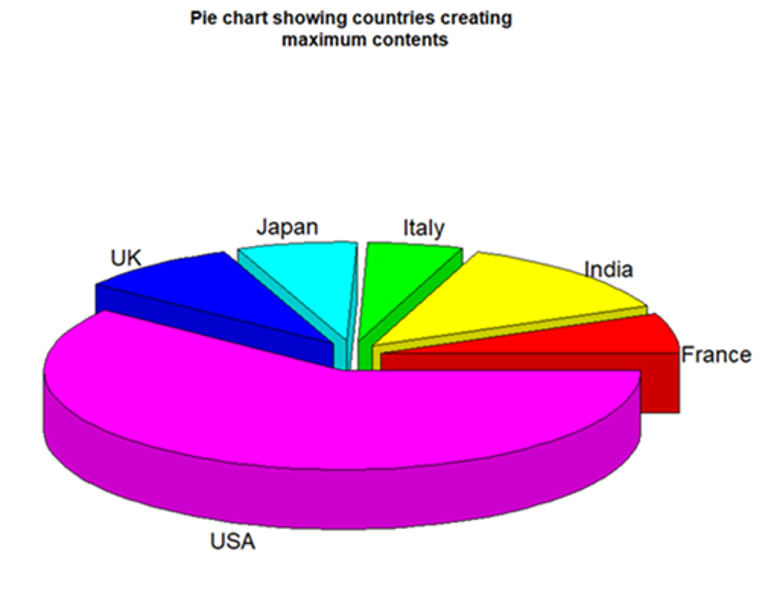 Pie chart showing countries creating
maximum contents
Japan
Italy
UK
India
France
USA